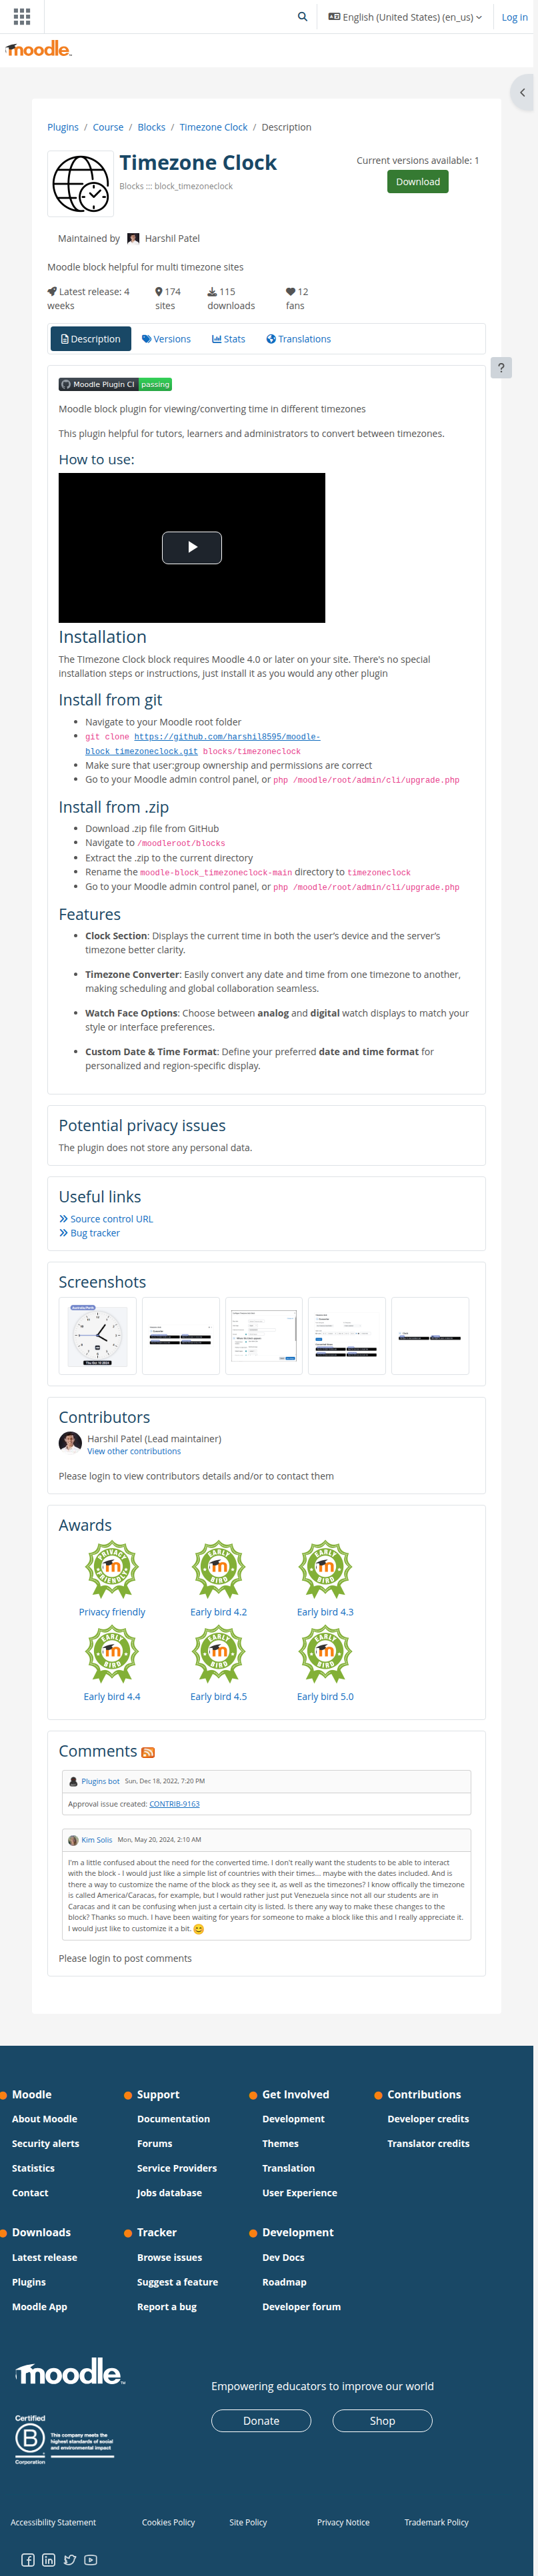 English (United States) (en_us)
Log in
moodle
Plugins / Course / Blocks / Timezone Clock / Description
Timezone Clock
Blocks ::: block_timezoneclock
Current versions available: 1
Download
Maintained by Harshil Patel
Moodle block helpful for multi timezone sites
Latest release: 4
weeks
174
sites
115
downloads
12
fans
Description
Versions
Stats
Translations
?
Moodle Plugin CI passing
Moodle block plugin for viewing/converting time in different timezones
This plugin helpful for tutors, learners and administrators to convert between timezones.
How to use:
Installation
The Timezone Clock block requires Moodle 4.0 or later on your site. There's no special
installation steps or instructions, just install it as you would any other plugin
Install from git
Navigate to your Moodle root folder
git clone https://github.com/harshil8595/moodle-
block_timezoneclock.git blocks/timezoneclock
Make sure that user:group ownership and permissions are correct
Go to your Moodle admin control panel, or php /moodle/root/admin/cli/upgrade.php
Install from .zip
Download .zip file from GitHub
Navigate to /moodleroot/blocks
Extract the .zip to the current directory
Rename the moodle-block_timezoneclock-main directory to timezoneclock
Go to your Moodle admin control panel, or php /moodle/root/admin/cli/upgrade.php
Features
Clock Section: Displays the current time in both the user's device and the server's
timezone better clarity.
Timezone Converter: Easily convert any date and time from one timezone to another,
making scheduling and global collaboration seamless.
Watch Face Options: Choose between analog and digital watch displays to match your
style or interface preferences.
Custom Date & Time Format: Define your preferred date and time format for
personalized and region-specific display.
Potential privacy issues
The plugin does not store any personal data.
Useful links
Source control URL
Bug tracker
Screenshots
Contributors
Harshil Patel (Lead maintainer)
View other contributions
Please login to view contributors details and/or to contact them
Awards
Privacy friendly
Early bird 4.2
Early bird 4.3
Early bird 4.4
Early bird 4.5
Early bird 5.0
Comments
Plugins bot Sun, Dec 18, 2022, 7:20 PM
Approval issue created: CONTRIB-9163
Kim Solis Mon, May 20, 2024, 2:10 AM
I'm a little confused about the need for the converted time. I don't really want the students to be able to interact
with the block - I would just like a simple list of countries with their times... maybe with the dates included. And is
there a way to customize the name of the block as they see it, as well as the timezones? I know offically the timezone
is called America/Caracas, for example, but I would rather just put Venezuela since not all our students are in
Caracas and it can be confusing when just a certain city is listed. Is there any way to make these changes to the
block? Thanks so much. I have been waiting for years for someone to make a block like this and I really appreciate it.
I would just like to customize it a bit.
Please login to post comments
Moodle
About Moodle
Security alerts
Statistics
Contact
Support
Documentation
Forums
Service Providers
Jobs database
Get Involved
Development
Themes
Translation
User Experience
Contributions
Developer credits
Translator credits
Downloads
Latest release
Plugins
Moodle App
Tracker
Browse issues
Suggest a feature
Report a bug
Development
Dev Docs
Roadmap
Developer forum
moodle
Empowering educators to improve our world
Donate
Shop
Certified
B
Corporation
This company meets the
highest standards of social
and environmental impact
Accessibility Statement
Cookies Policy
Site Policy
Privacy Notice
Trademark Policy